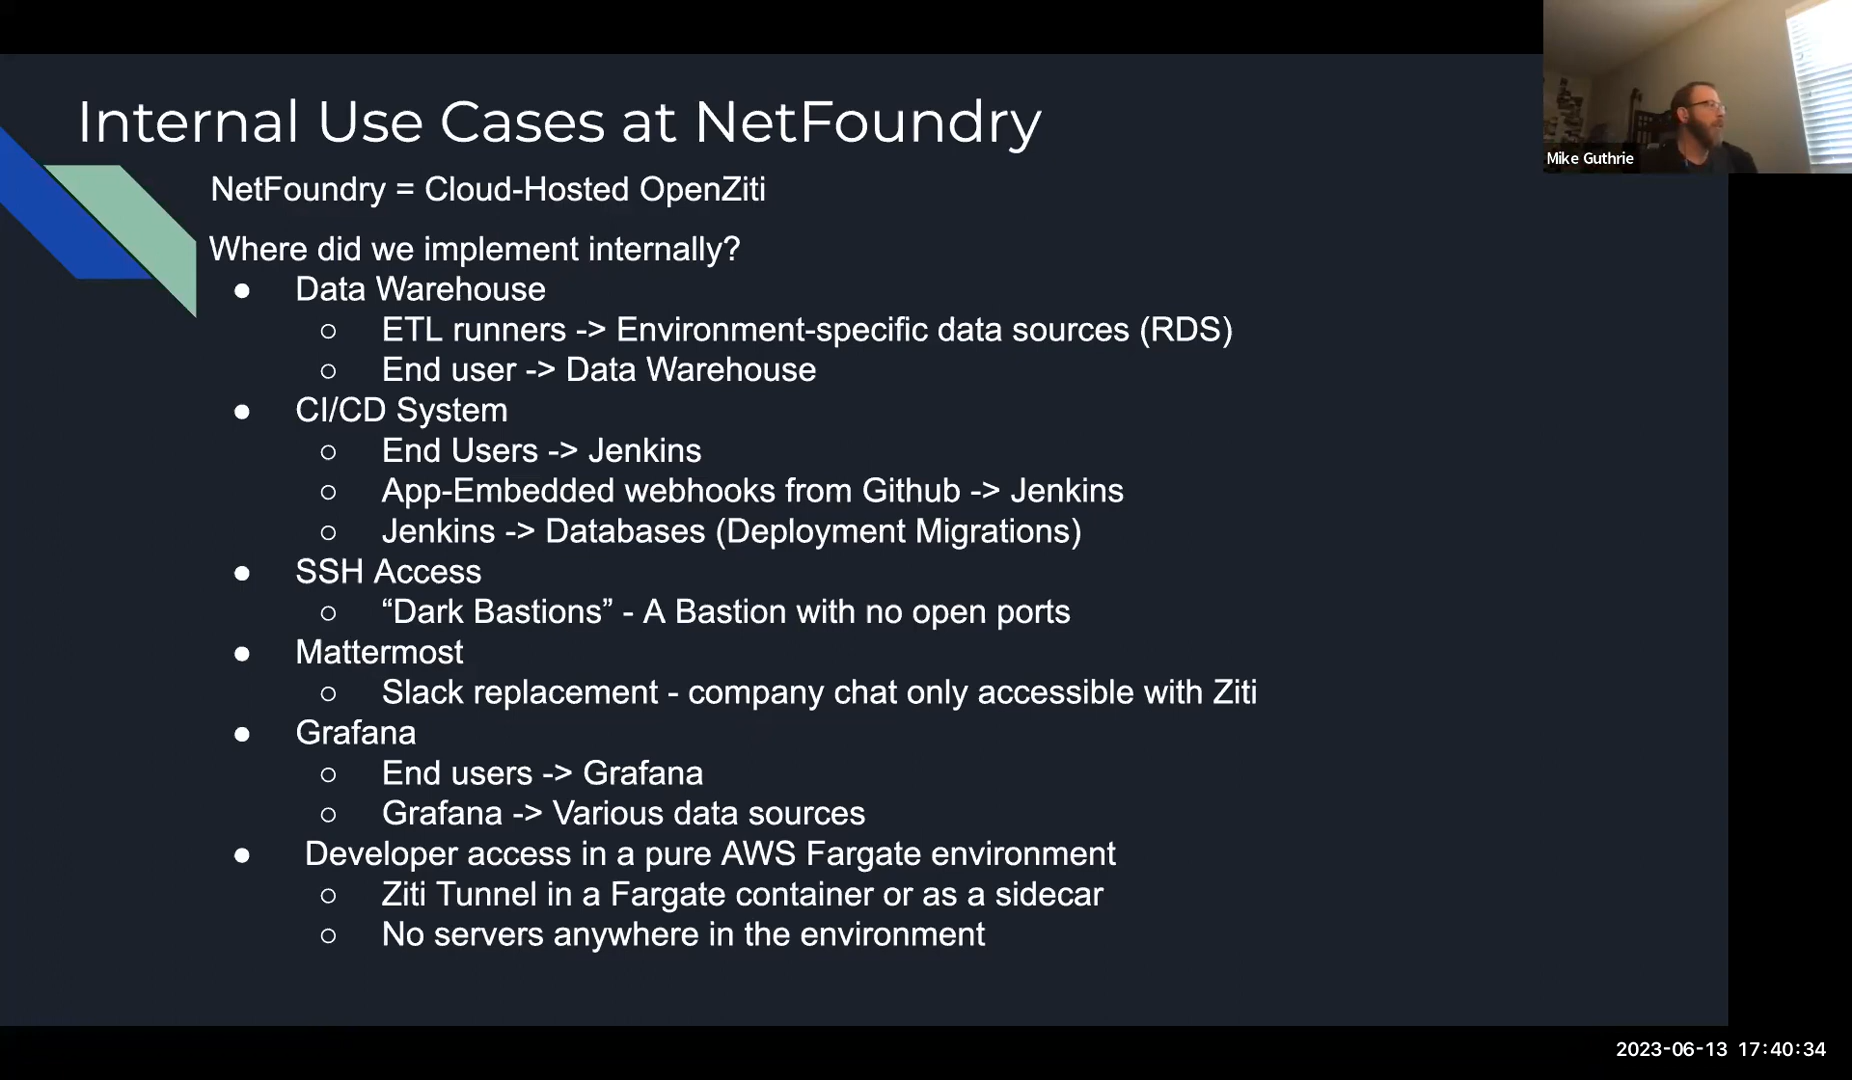 Internal Use Cases at NetFoundry
Mike Guthrie
NetFoundry = Cloud-Hosted OpenZiti
Where did we implement internally?
● Data Warehouse
○ ETL runners -> Environment-specific data sources (RDS)
○ End user -> Data Warehouse
● CI/CD System
○ End Users -> Jenkins
○ App-Embedded webhooks from Github -> Jenkins
○ Jenkins -> Databases (Deployment Migrations)
● SSH Access
○ “Dark Bastions” - A Bastion with no open ports
● Mattermost
○ Slack replacement - company chat only accessible with Ziti
● Grafana
○ End users -> Grafana
○ Grafana -> Various data sources
● Developer access in a pure AWS Fargate environment
○ Ziti Tunnel in a Fargate container or as a sidecar
○ No servers anywhere in the environment
2023-06-13 17:40:34